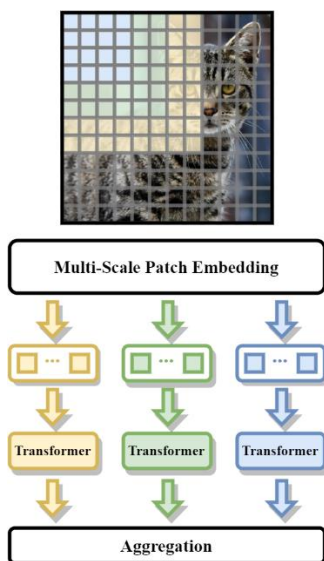 Multi-Scale Patch Embedding
...
...
...
Transformer
Transformer
Transformer
Aggregation